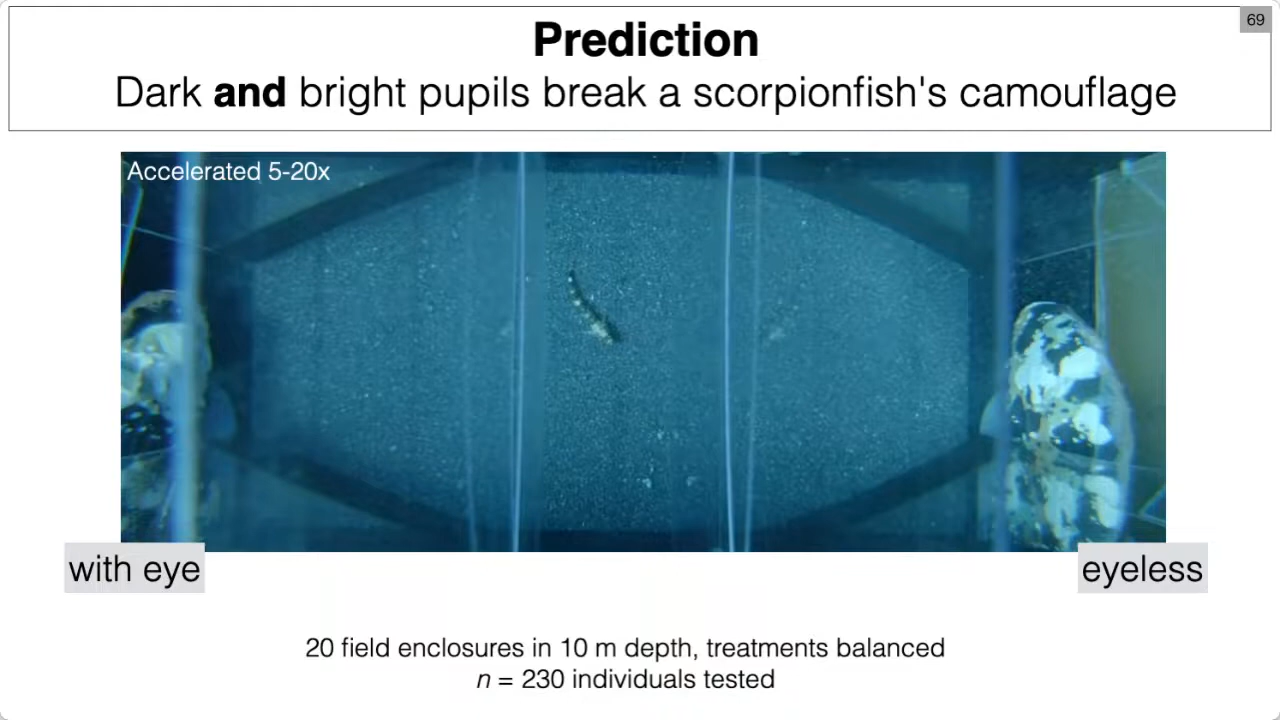 69
Prediction
Dark and bright pupils break a scorpionfish's camouflage
Accelerated 5-20x
with eye
eyeless
20 field enclosures in 10 m depth, treatments balanced
n = 230 individuals tested